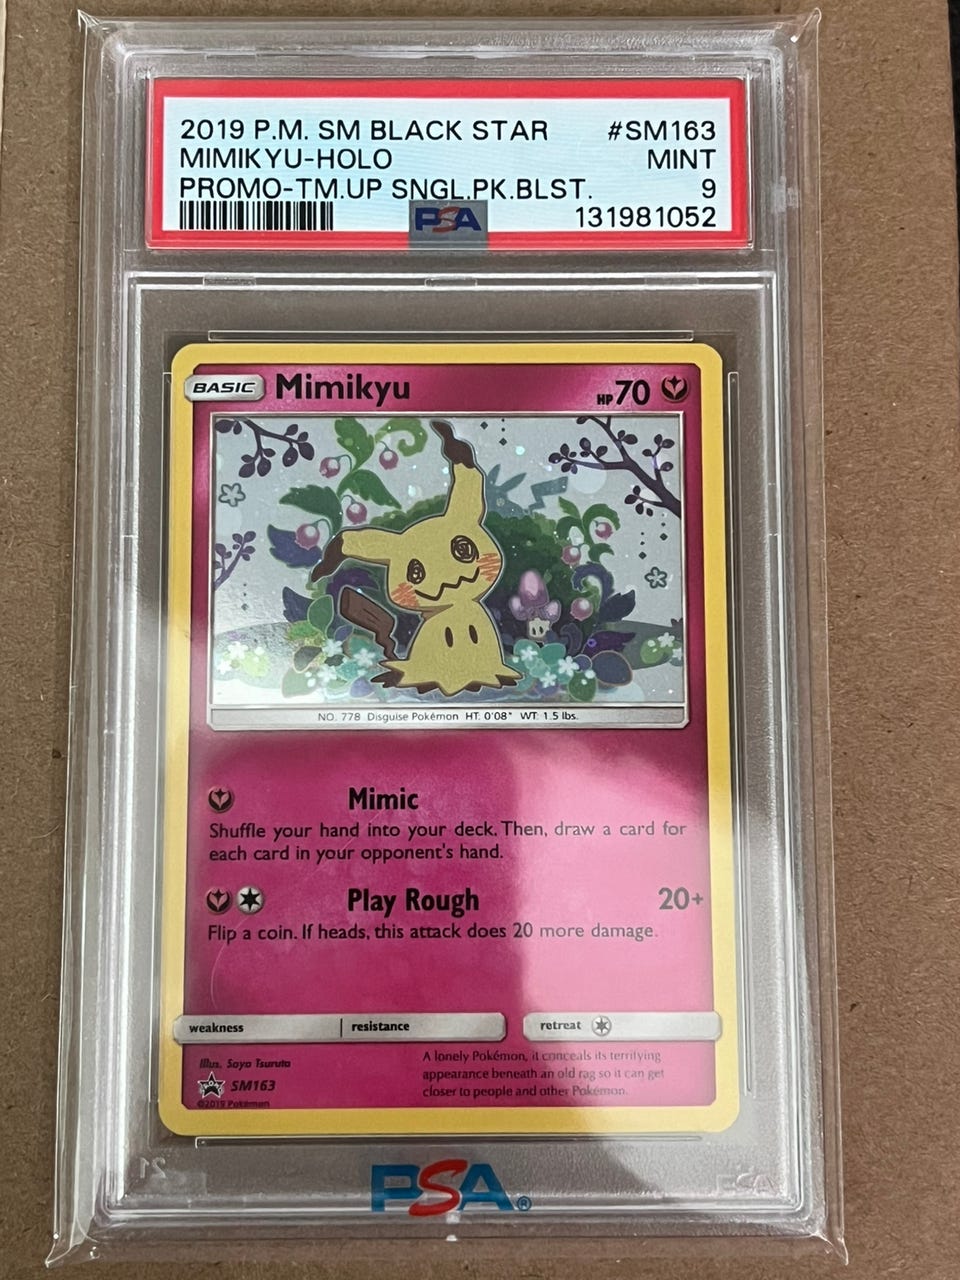 2019 P.M. SM BLACK STAR #SM163
MIMIKYU-HOLO MINT
PROMO-TM.UP SNGL.PK.BLST. 9
PSA 131981052
BASIC Mimikyu HP 70
NO. 778 Disguise Pokémon HT: 0'08" WT: 1.5 lbs.
Mimic
Shuffle your hand into your deck. Then, draw a card for
each card in your opponent's hand.
Play Rough 20+
Flip a coin. If heads, this attack does 20 more damage.
weakness resistance retreat
Illus. Saya Tsuruta
SM163
©2019 Pokémon
A lonely Pokémon, it conceals its terrifying
appearance beneath an old rag so it can get
closer to people and other Pokémon.
PSA®